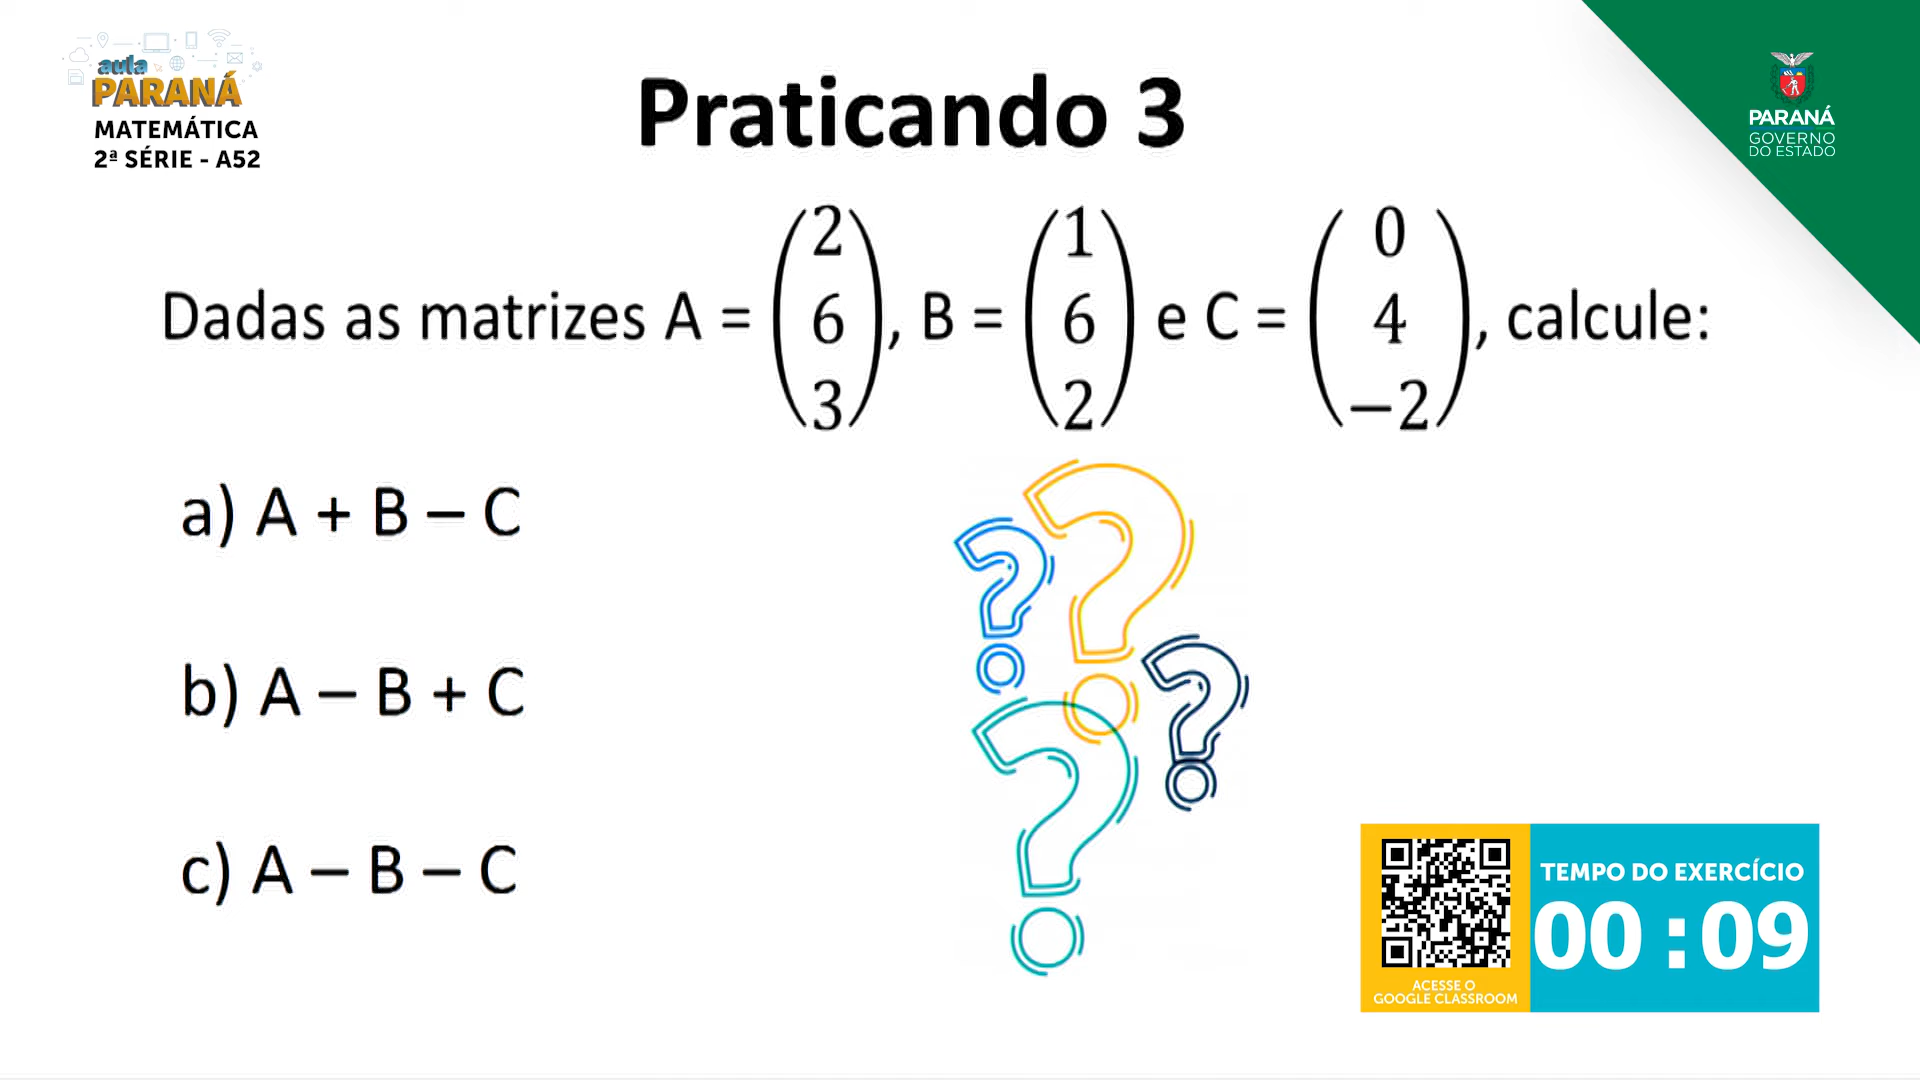 aula
PARANÁ
MATEMÁTICA
2ª SÉRIE - A52
Praticando 3
PARANÁ
GOVERNO
DO ESTADO
Dadas as matrizes A = (2 6 3), B = (1 6 2) e C = (0 4 −2), calcule:
a) A + B – C
b) A – B + C
c) A – B – C
ACESSE O
GOOGLE CLASSROOM
TEMPO DO EXERCÍCIO
00:09